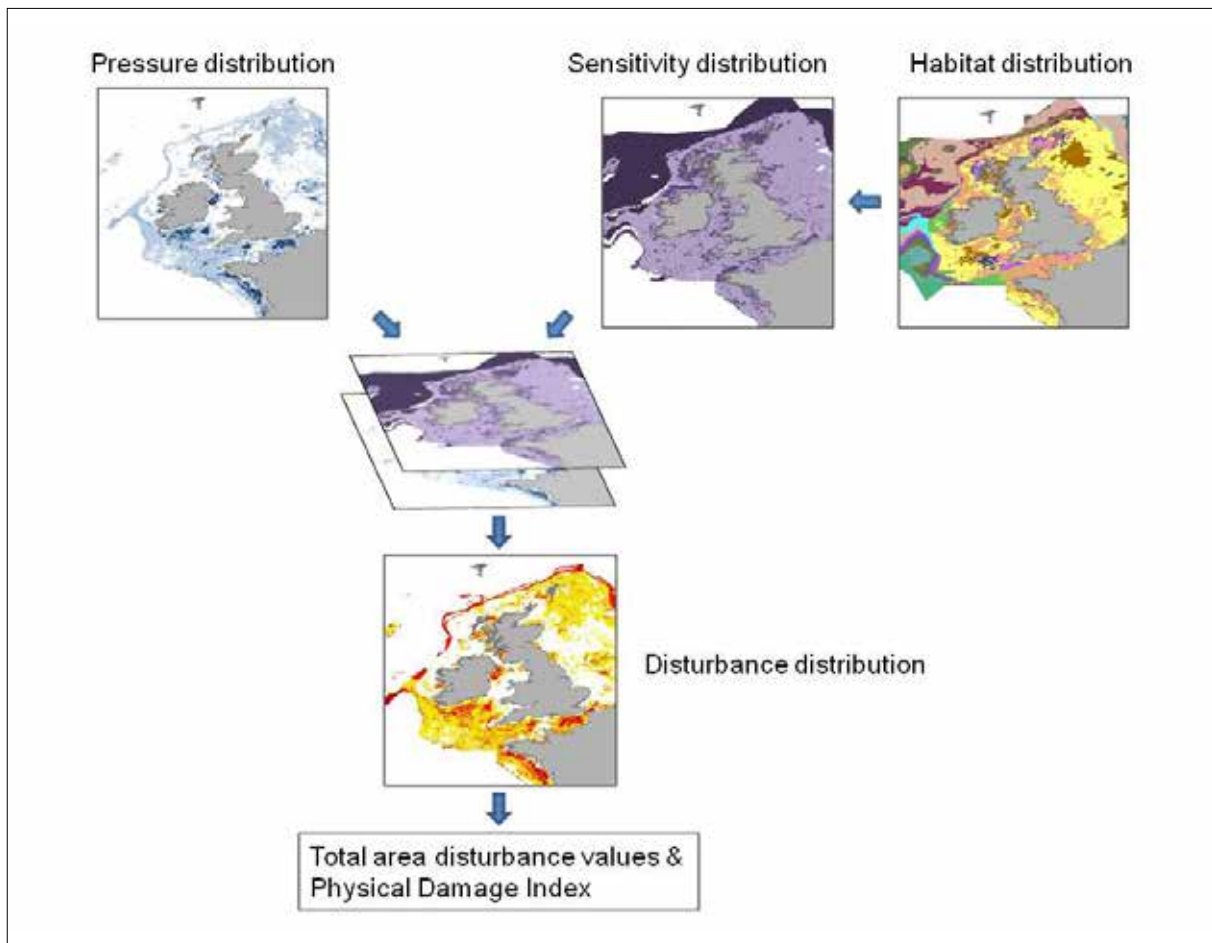 Pressure distribution
Sensitivity distribution
Habitat distribution
Disturbance distribution
Total area disturbance values &
Physical Damage Index